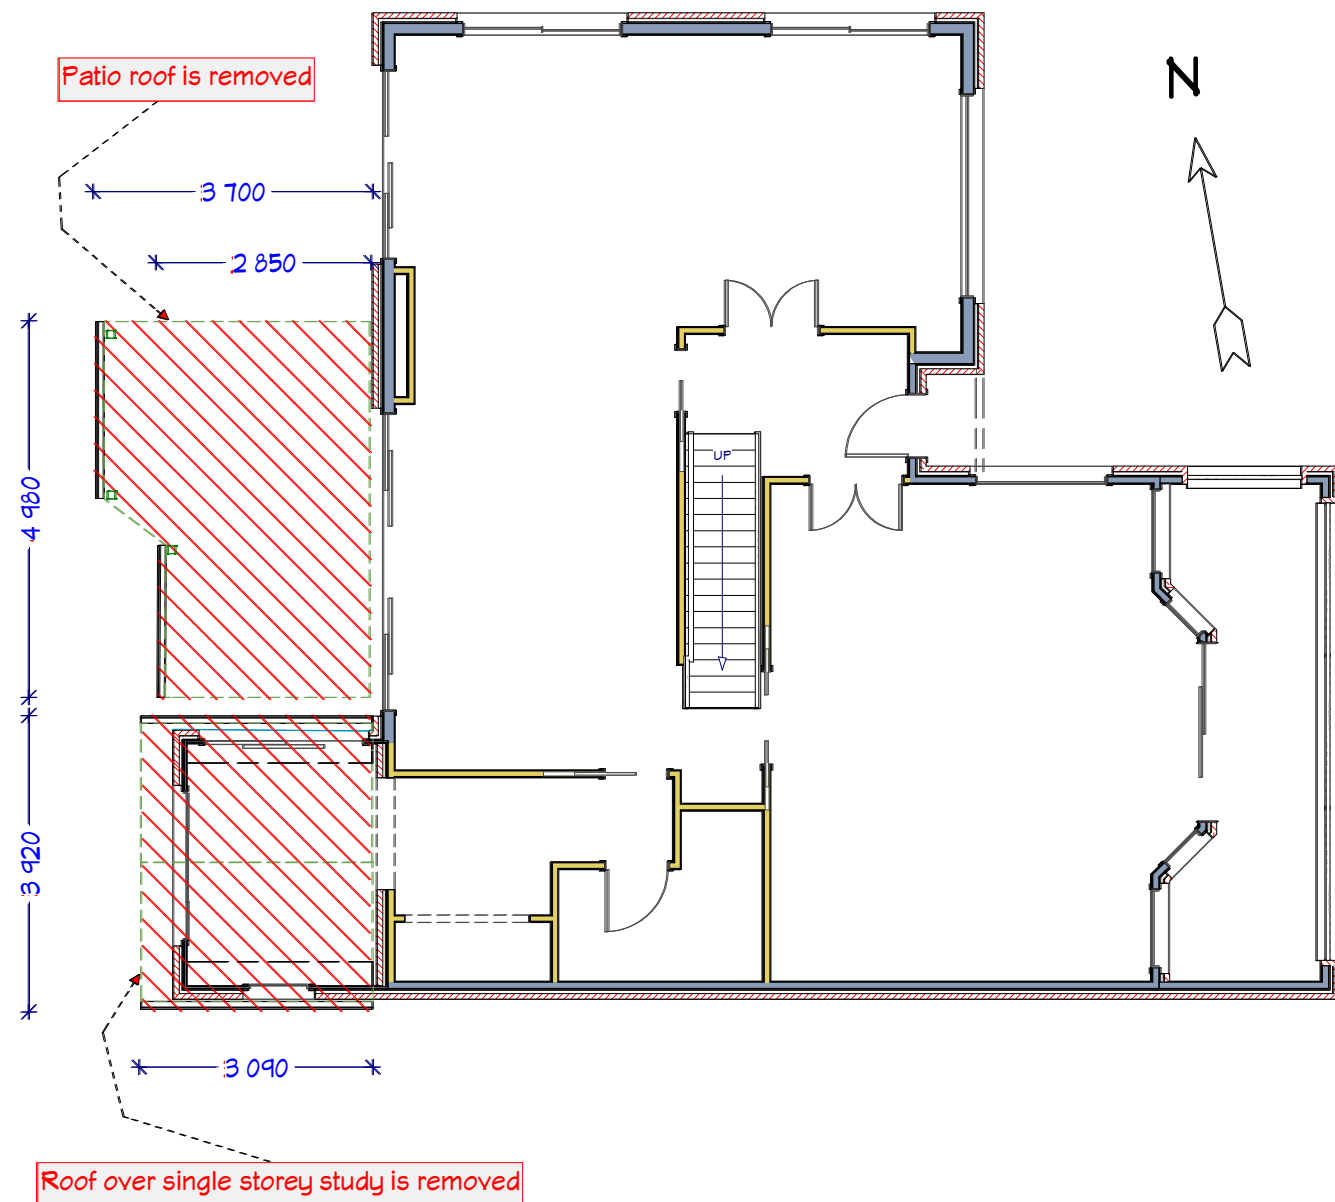 N
Patio roof is removed
3 700
2 850
UP
4 980
3 920
3 090
Roof over single storey study is removed